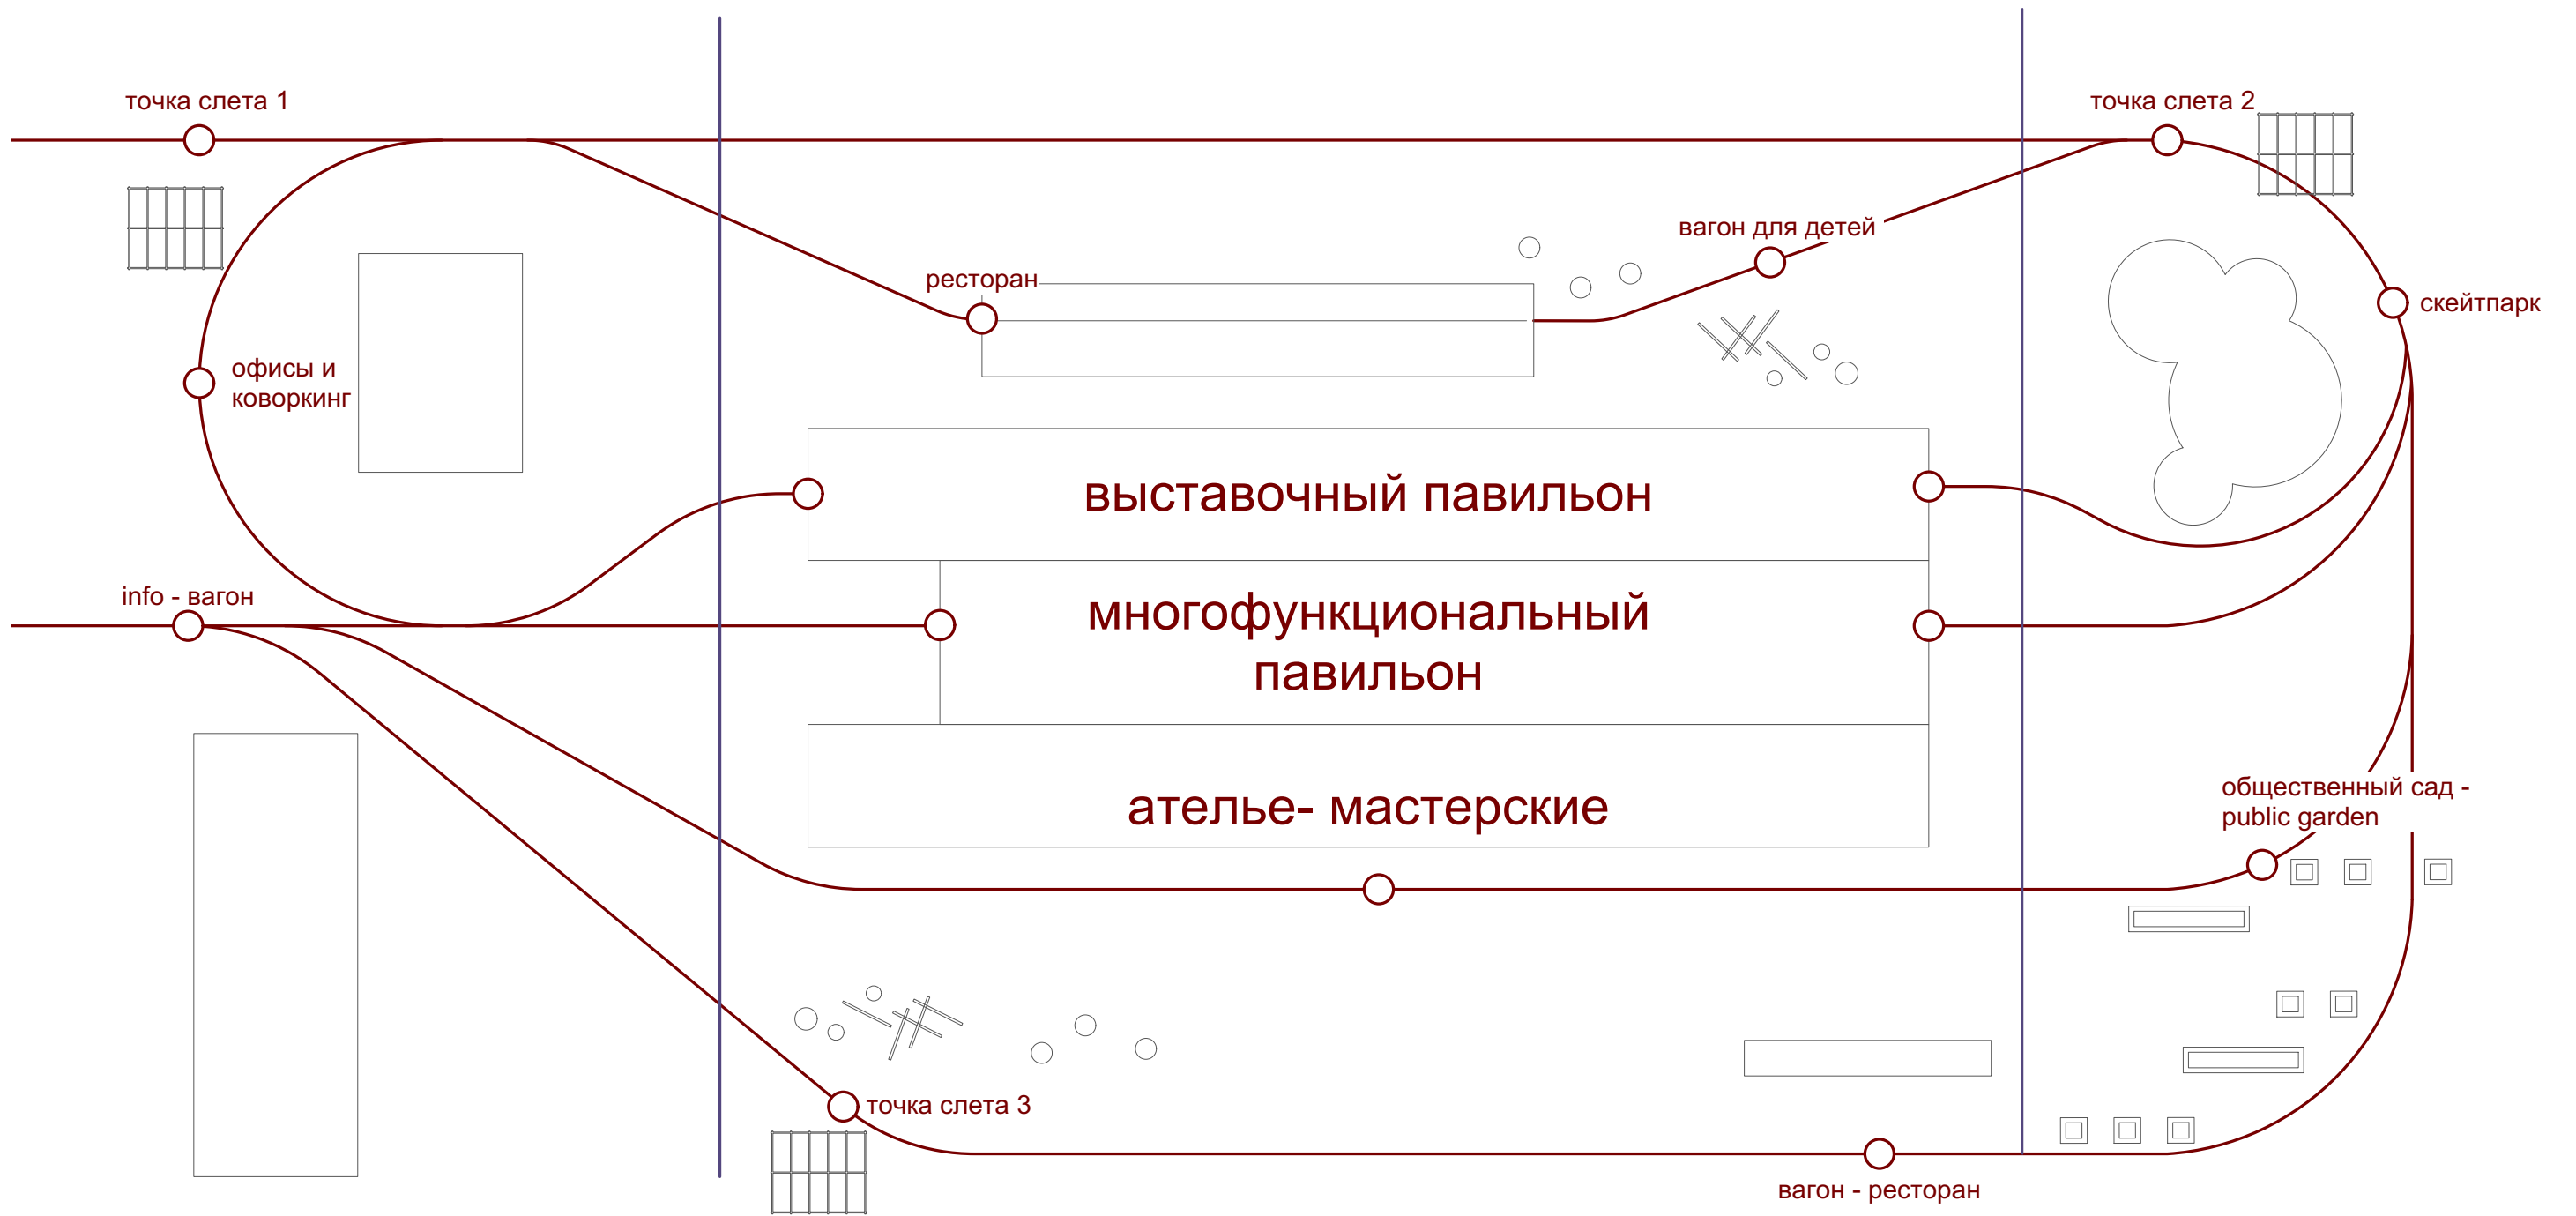 точка слета 1
точка слета 2
вагон для детей
ресторан
скейтпарк
офисы и
коворкинг
выставочный павильон
info - вагон
многофункциональный
павильон
ателье- мастерские
общественный сад -
public garden
точка слета 3
вагон - ресторан